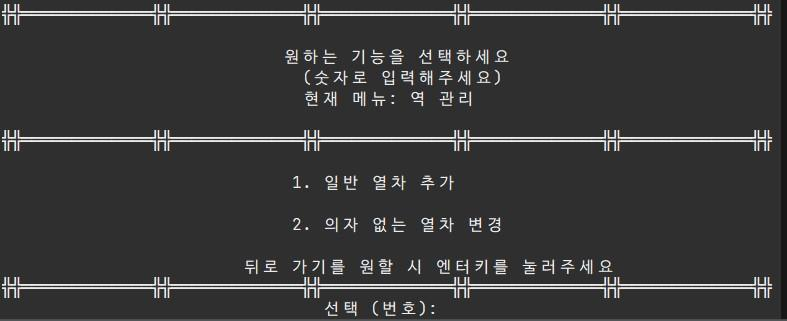 원하는 기능을 선택하세요
(숫자로 입력해주세요)
현재 메뉴: 역 관리
1. 일반 열차 추가
2. 의자 없는 열차 변경
뒤로 가기를 원할 시 엔터키를 눌러주세요
선택 (번호):